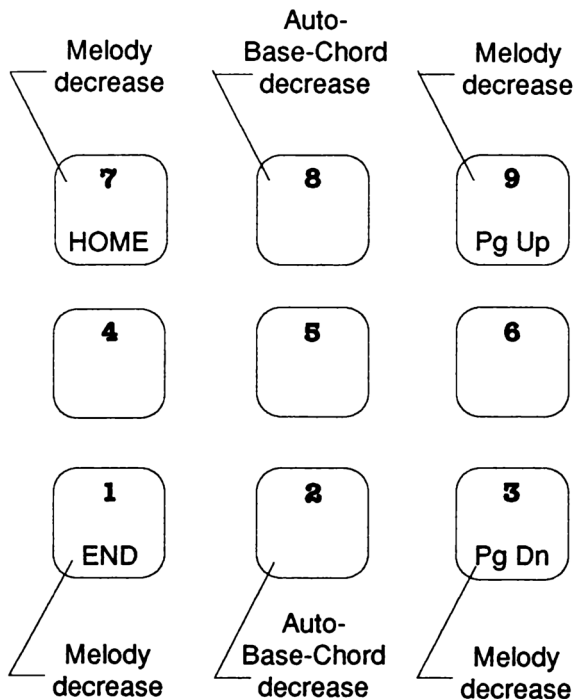 Melody
decrease
Auto-
Base-Chord
decrease
Melody
decrease
7
HOME
8
9
Pg Up
4
5
6
1
END
2
3
Pg Dn
Melody
decrease
Auto-
Base-Chord
decrease
Melody
decrease